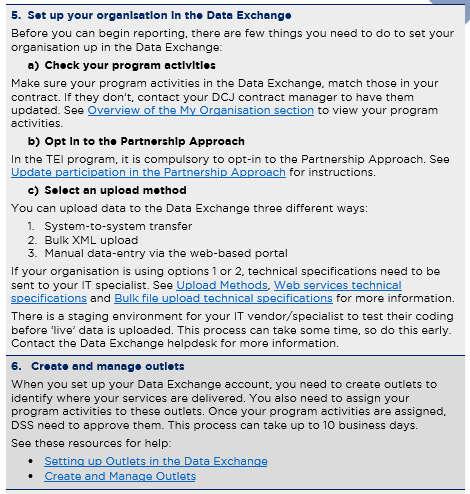 5. Set up your organisation in the Data Exchange
Before you can begin reporting, there are few things you need to do to set your
organisation up in the Data Exchange:
a) Check your program activities
Make sure your program activities in the Data Exchange, match those in your
contract. If they don't, contact your DCJ contract manager to have them
updated. See Overview of the My Organisation section to view your program
activities.
b) Opt in to the Partnership Approach
In the TEI program, it is compulsory to opt-in to the Partnership Approach. See
Update participation in the Partnership Approach for instructions.
c) Select an upload method
You can upload data to the Data Exchange three different ways:
1. System-to-system transfer
2. Bulk XML upload
3. Manual data-entry via the web-based portal
If your organisation is using options 1 or 2, technical specifications need to be
sent to your IT specialist. See Upload Methods, Web services technical
specifications and Bulk file upload technical specifications for more information.
There is a staging environment for your IT vendor/specialist to test their coding
before 'live' data is uploaded. This process can take some time, so do this early.
Contact the Data Exchange helpdesk for more information.
6. Create and manage outlets
When you set up your Data Exchange account, you need to create outlets to
identify where your services are delivered. You also need to assign your
program activities to these outlets. Once your program activities are assigned,
DSS need to approve them. This process can take up to 10 business days.
See these resources for help:
• Setting up Outlets in the Data Exchange
• Create and Manage Outlets